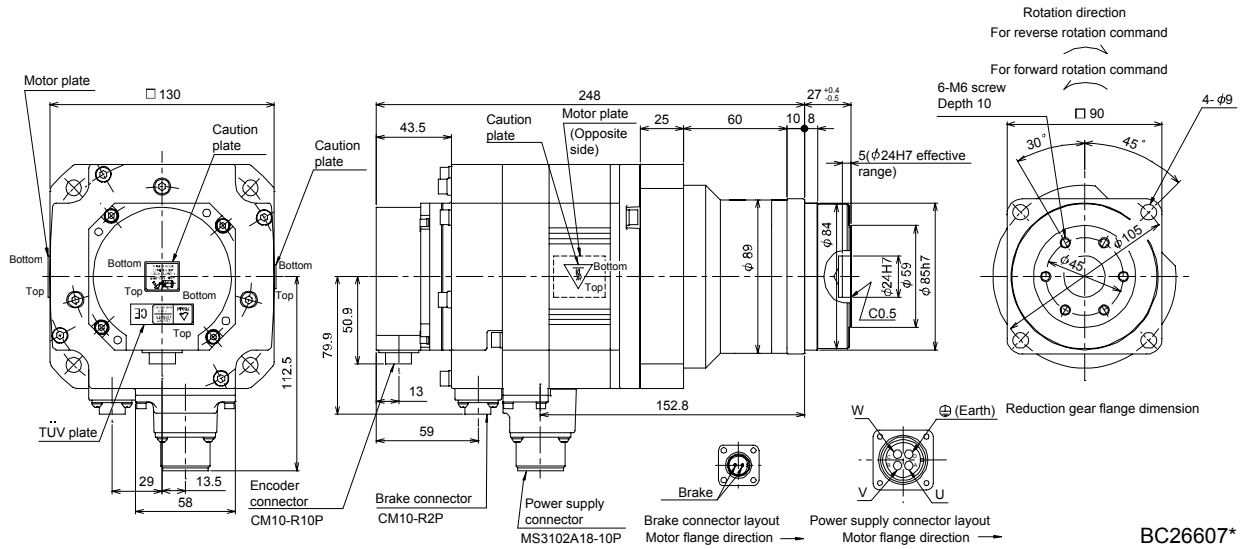 Rotation direction
For reverse rotation command
For forward rotation command
Motor plate
□ 130
Caution
plate
Caution
plate
Bottom
Top
Bottom
Top
Bottom
Top
Bottom
Top
TÜV plate
29
13.5
58
112.5
248
27 +0.4 -0.5
43.5
Caution
plate
Motor plate
(Opposite
side)
25
60
10
8
5(φ24H7 effective
range)
Bottom
Top
φ89
φ84
φ24H7
φ59
φ85h7
C0.5
79.9
50.9
13
59
152.8
Encoder
connector
CM10-R10P
Brake connector
CM10-R2P
Power supply
connector
MS3102A18-10P
6-M6 screw
Depth 10
□ 90
4- φ9
30°
45°
φ105
φ45
Reduction gear flange dimension
Brake
Brake connector layout
Motor flange direction
W
⏚ (Earth)
V
U
Power supply connector layout
Motor flange direction
BC26607*